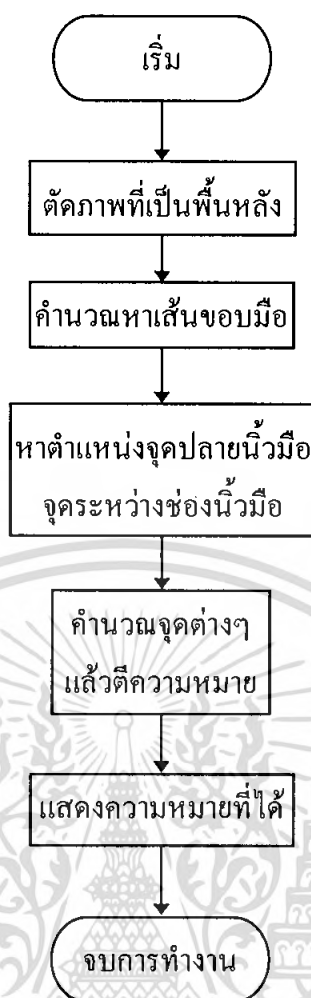 เริ่ม
ตัดภาพที่เป็นพื้นหลัง
คำนวณหาเส้นขอบมือ
หาตำแหน่งจุดปลายนิ้วมือ
จุดระหว่างช่องนิ้วมือ
คำนวณจุดต่างๆ
แล้วตีความหมาย
แสดงความหมายที่ได้
จบการทำงาน